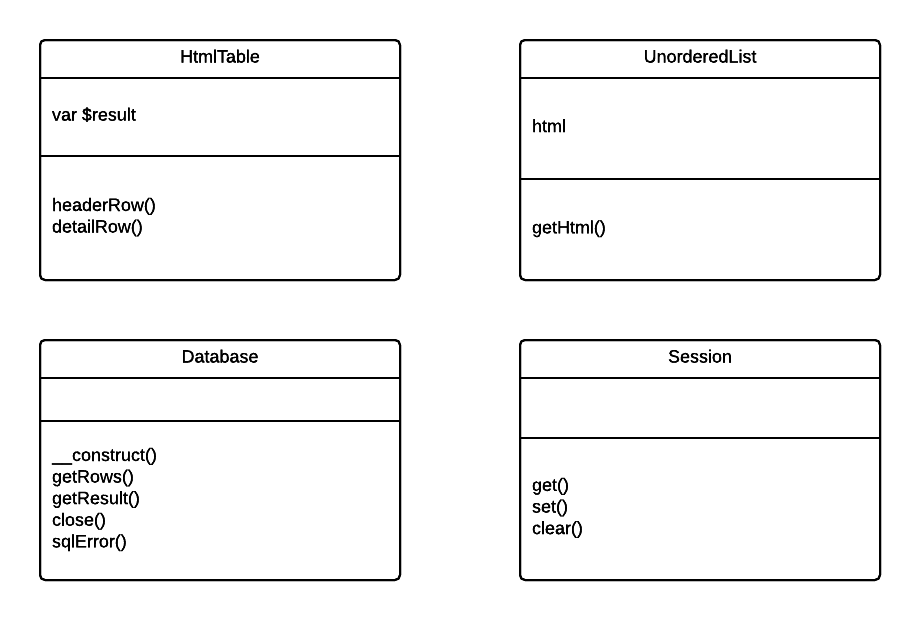 HtmlTable
var $result
headerRow()
detailRow()
UnorderedList
html
getHtml()
Database
__construct()
getRows()
getResult()
close()
sqlError()
Session
get()
set()
clear()